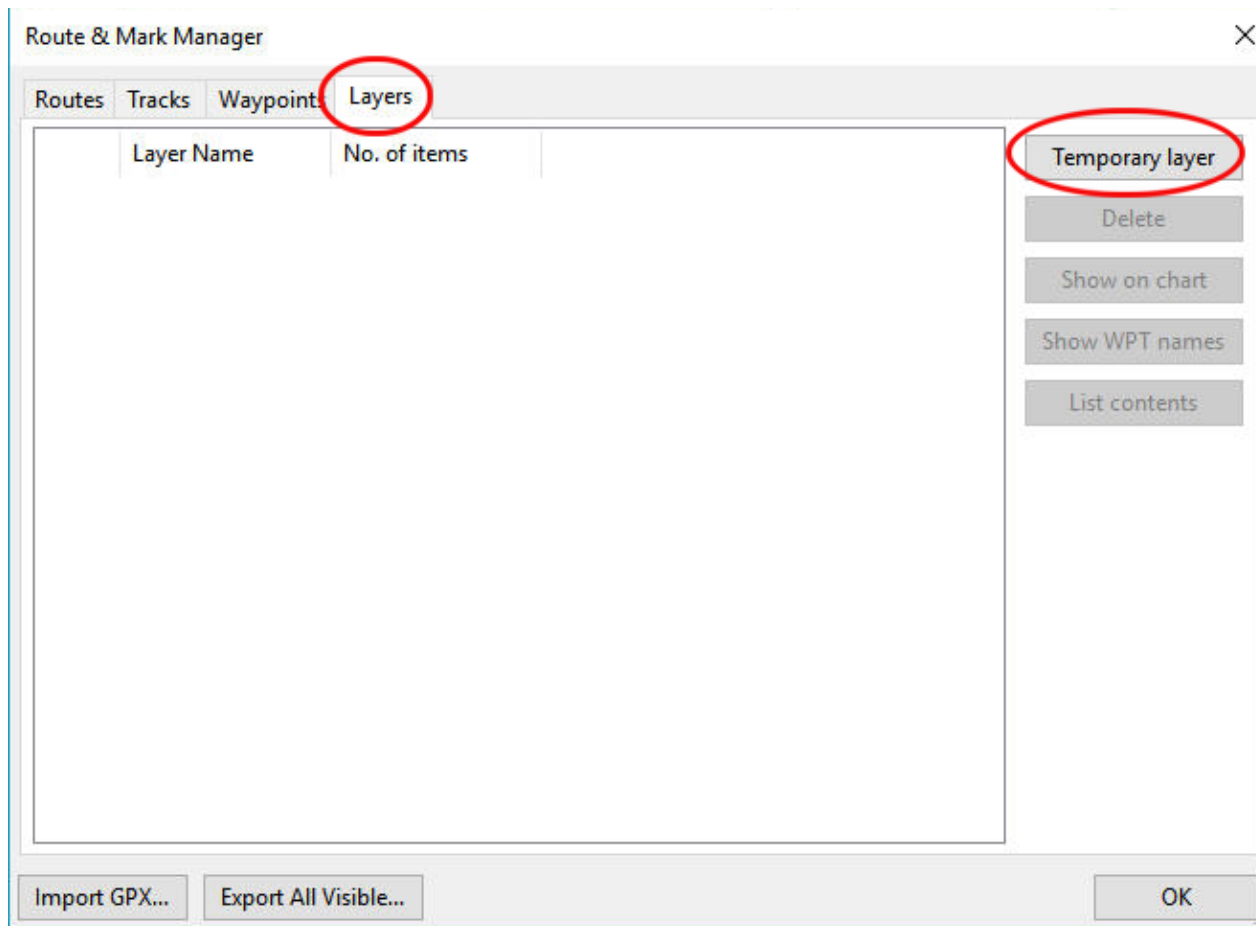 Route & Mark Manager
Routes Tracks Waypoints Layers
Layer Name No. of items
Temporary layer
Delete
Show on chart
Show WPT names
List contents
Import GPX... Export All Visible... OK